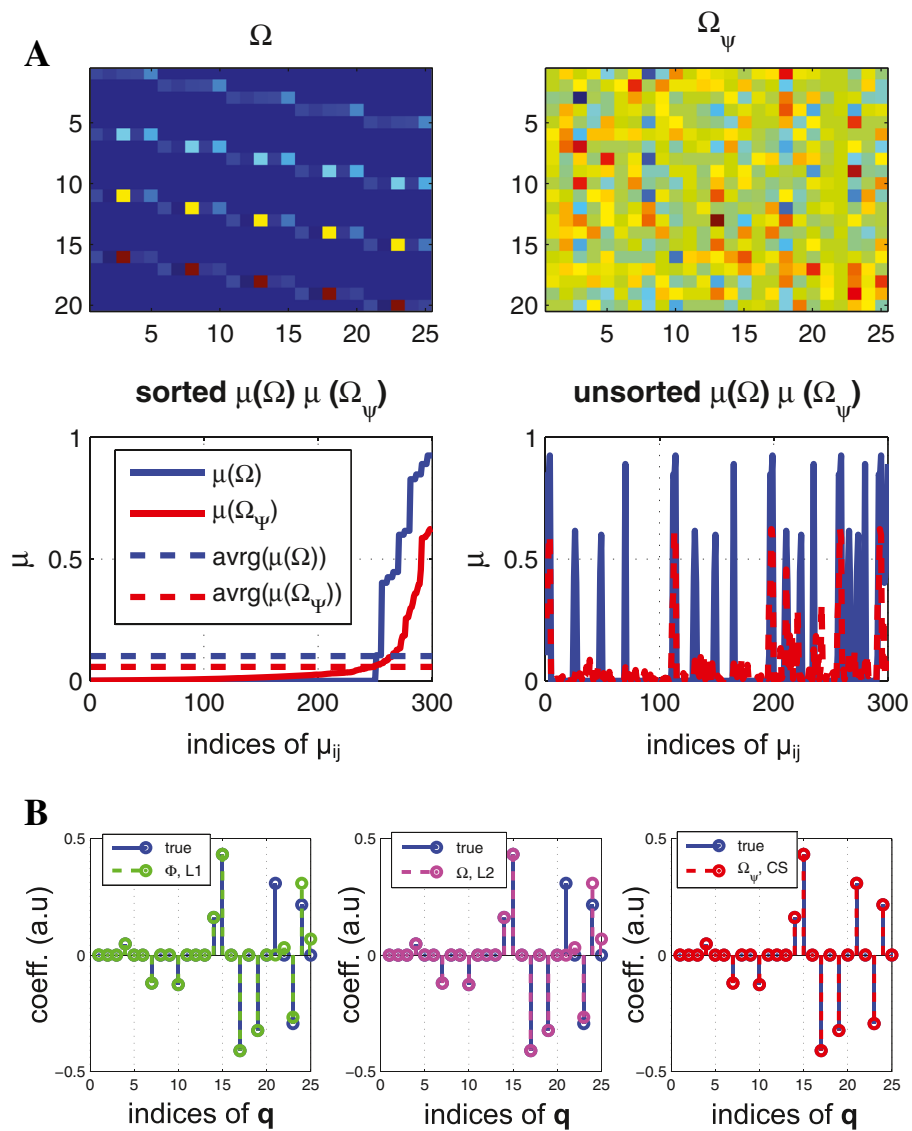 A
Ω
Ω_ψ
5
10
15
20
5 10 15 20 25
5
10
15
20
5 10 15 20 25
sorted μ(Ω) μ (Ω_ψ)
unsorted μ(Ω) μ (Ω_ψ)
μ
1
0.5
0
μ(Ω)
μ(Ω_Ψ)
avrg(μ(Ω))
avrg(μ(Ω_Ψ))
0 100 200 300
indices of μ_ij
1
0.5
0
0 100 200 300
indices of μ_ij
B
coeff. (a.u)
0.5
0
−0.5
true
Φ, L1
0 5 10 15 20 25
indices of q
coeff. (a.u)
0.5
0
−0.5
true
Ω, L2
0 5 10 15 20 25
indices of q
coeff. (a.u)
0.5
0
−0.5
true
Ω_ψ, CS
0 5 10 15 20 25
indices of q